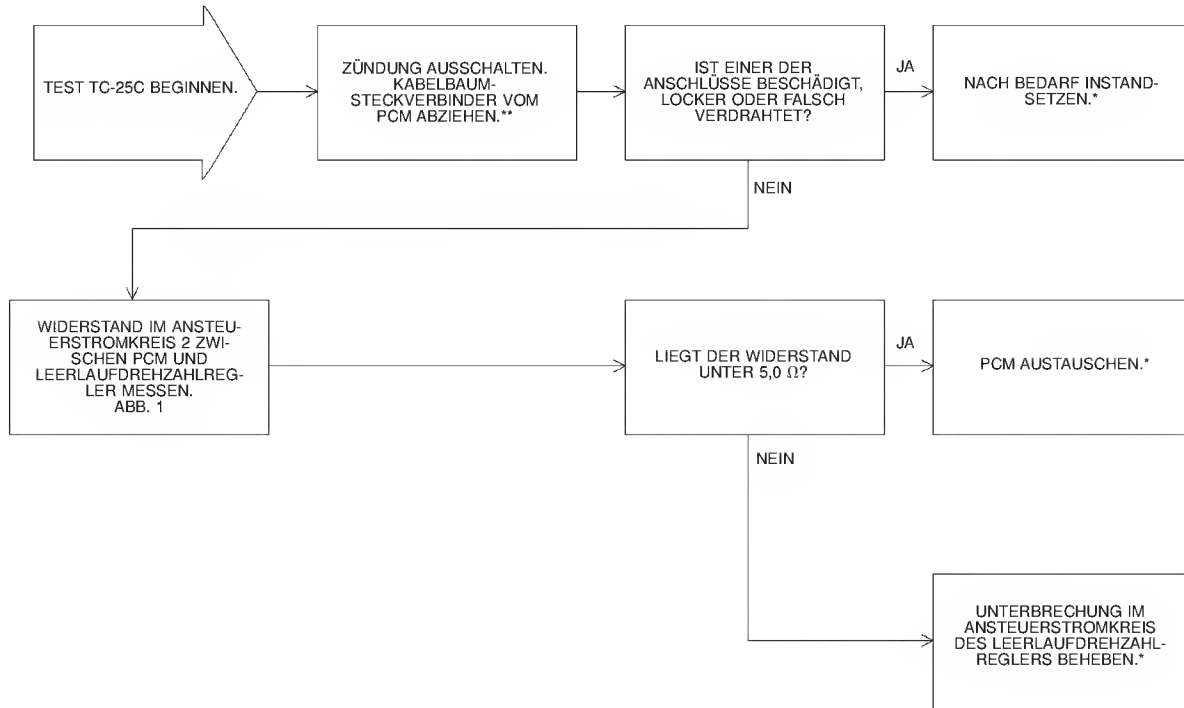 TEST TC-25C BEGINNEN.
ZÜNDUNG AUSSCHALTEN.
KABELBAUM-
STECKVERBINDER VOM
PCM ABZIEHEN.**
IST EINER DER
ANSCHLÜSSE BESCHÄDIGT,
LOCKER ODER FALSCH
VERDRAHTET?
JA
NACH BEDARF INSTAND-
SETZEN.*
NEIN
WIDERSTAND IM ANSTEU-
ERSTROMKREIS 2 ZWI-
SCHEN PCM UND
LEERLAUFDREHZAHLREG-
LER MESSEN.
ABB. 1
LIEGT DER WIDERSTAND
UNTER 5,0 Ω?
JA
PCM AUSTAUSCHEN.*
NEIN
UNTERBRECHUNG IM
ANSTEUERSTROMKREIS
DES LEERLAUFDREHZAHL-
REGLERS BEHEBEN.*